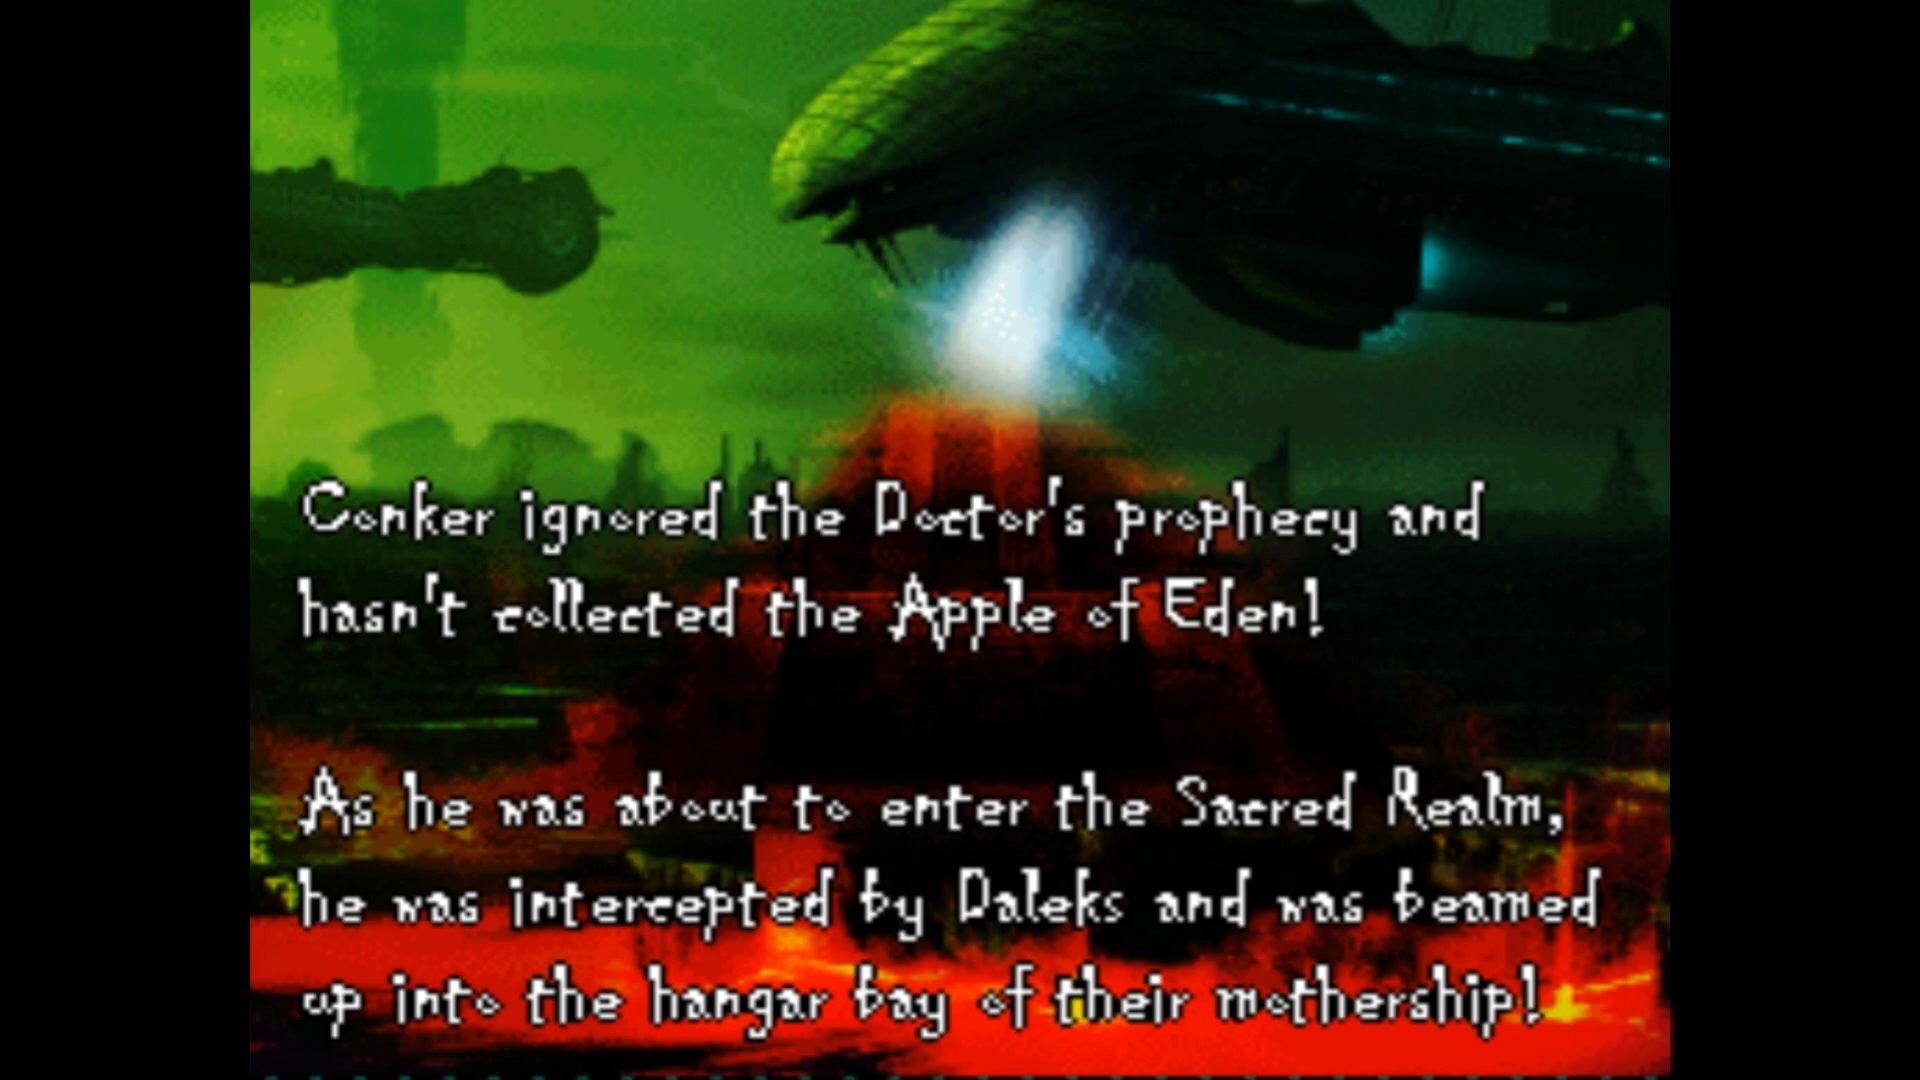 Conker ignored the Doctor's prophecy and
hasn't collected the Apple of Eden!
As he was about to enter the Sacred Realm,
he was intercepted by Daleks and was beamed
up into the hangar bay of their mothership!